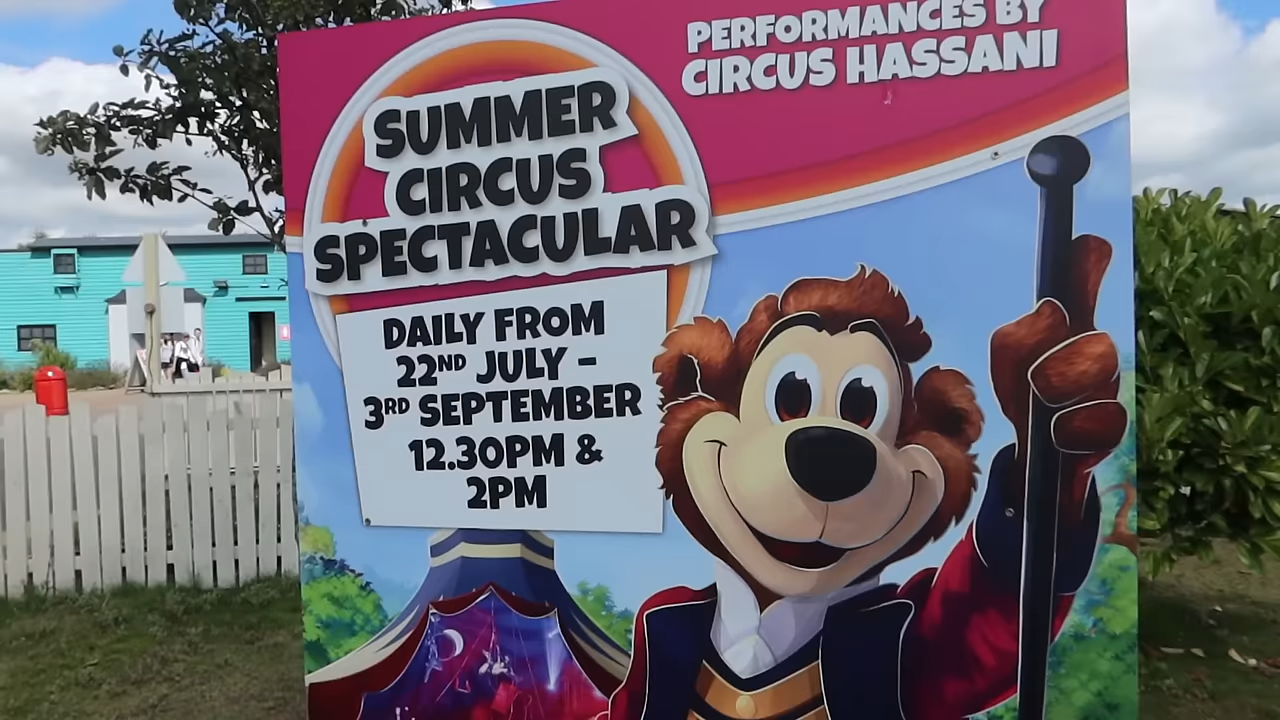 PERFORMANCES BY
CIRCUS HASSANI
SUMMER
CIRCUS
SPECTACULAR
DAILY FROM
22ND JULY –
3RD SEPTEMBER
12.30PM &
2PM